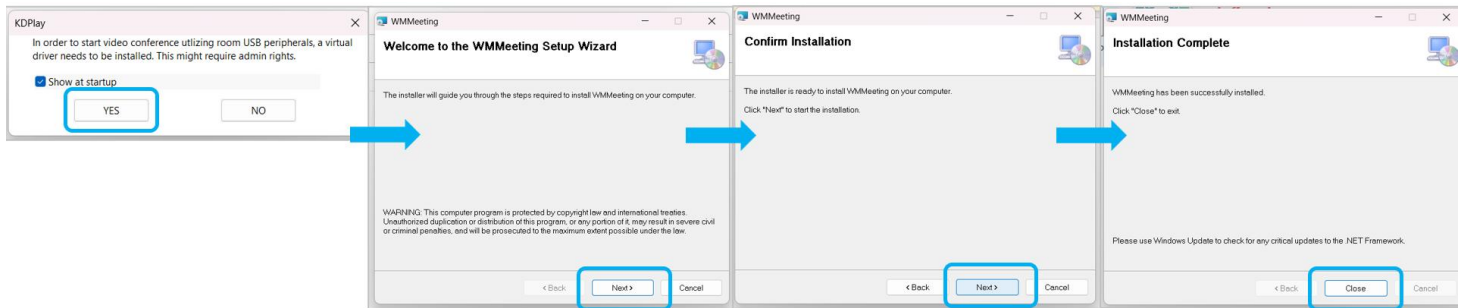 KDPlay
In order to start video conference utlizing room USB peripherals, a virtual
driver needs to be installed. This might require admin rights.
Show at startup
YES
NO
WMMeeting
Welcome to the WMMeeting Setup Wizard
The installer will guide you through the steps required to install WMMeeting on your computer.
WARNING: This computer program is protected by copyright law and international treaties.
Unauthorized duplication or distribution of this program, or any portion of it, may result in severe civil
or criminal penalties, and will be prosecuted to the maximum extent possible under the law.
< Back
Next >
Cancel
WMMeeting
Confirm Installation
The installer is ready to install WMMeeting on your computer.
Click "Next" to start the installation.
< Back
Next >
Cancel
WMMeeting
Installation Complete
WMMeeting has been successfully installed.
Click "Close" to exit.
Please use Windows Update to check for any critical updates to the .NET Framework.
< Back
Close
Cancel